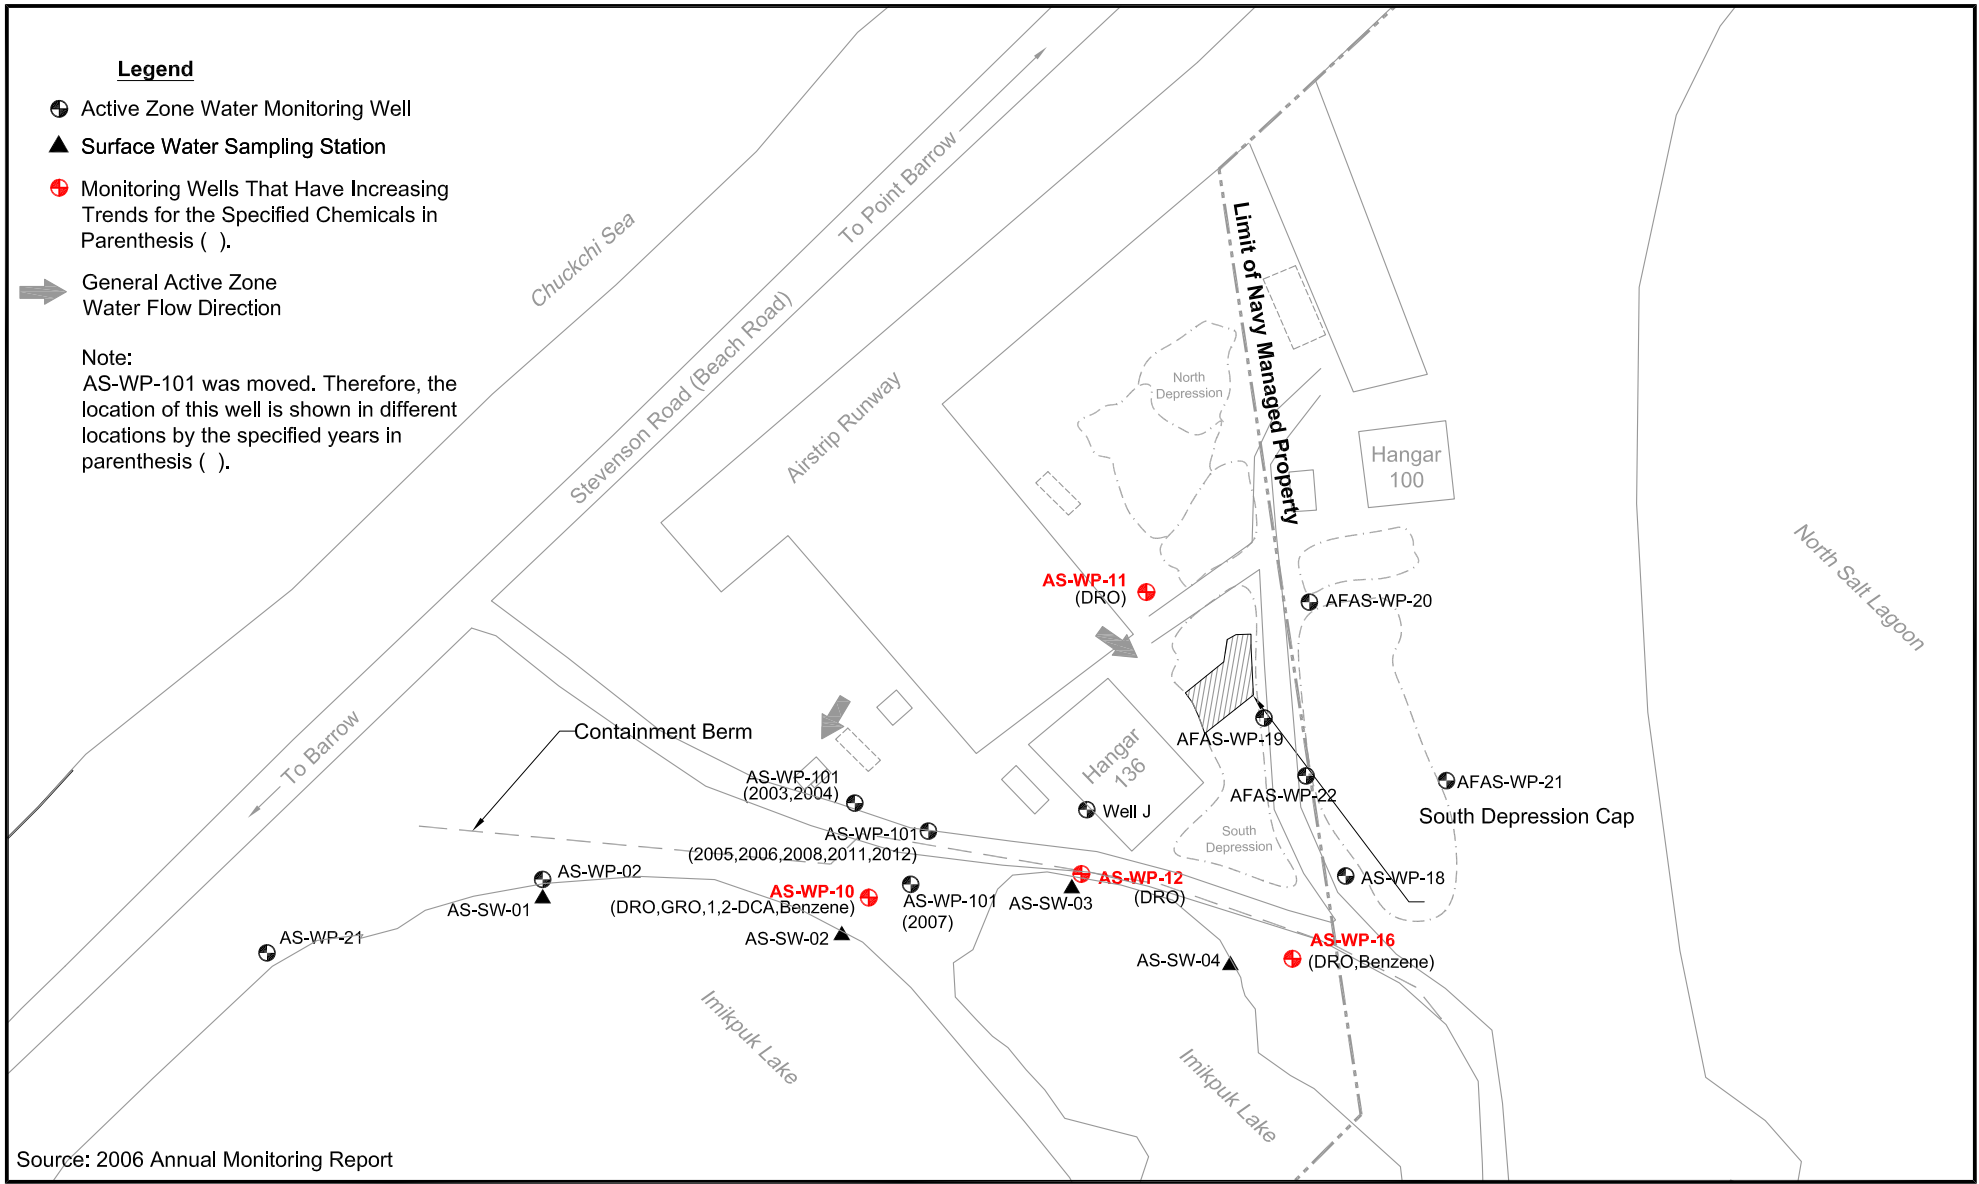 Legend
Active Zone Water Monitoring Well
Surface Water Sampling Station
Monitoring Wells That Have Increasing
Trends for the Specified Chemicals in
Parenthesis (  ).
General Active Zone
Water Flow Direction
Note:
AS-WP-101 was moved. Therefore, the
location of this well is shown in different
locations by the specified years in
parenthesis (  ).
Chuckchi Sea
To Point Barrow
Stevenson Road (Beach Road)
Airstrip Runway
To Barrow
Limit of Navy Managed Property
North
Depression
Hangar
100
North Salt Lagoon
AS-WP-11
(DRO)
AFAS-WP-20
Containment Berm
Hangar
136
AFAS-WP-19
AFAS-WP-22
AFAS-WP-21
South Depression Cap
AS-WP-101
(2003,2004)
Well J
AS-WP-101
(2005,2006,2008,2011,2012)
South
Depression
AS-WP-02
AS-SW-01
AS-WP-10
(DRO,GRO,1,2-DCA,Benzene)
AS-WP-101
(2007)
AS-SW-03
AS-WP-12
(DRO)
AS-WP-18
AS-WP-21
AS-SW-02
AS-SW-04
AS-WP-16
(DRO,Benzene)
Imikpuk Lake
Imikpuk Lake
Source: 2006 Annual Monitoring Report